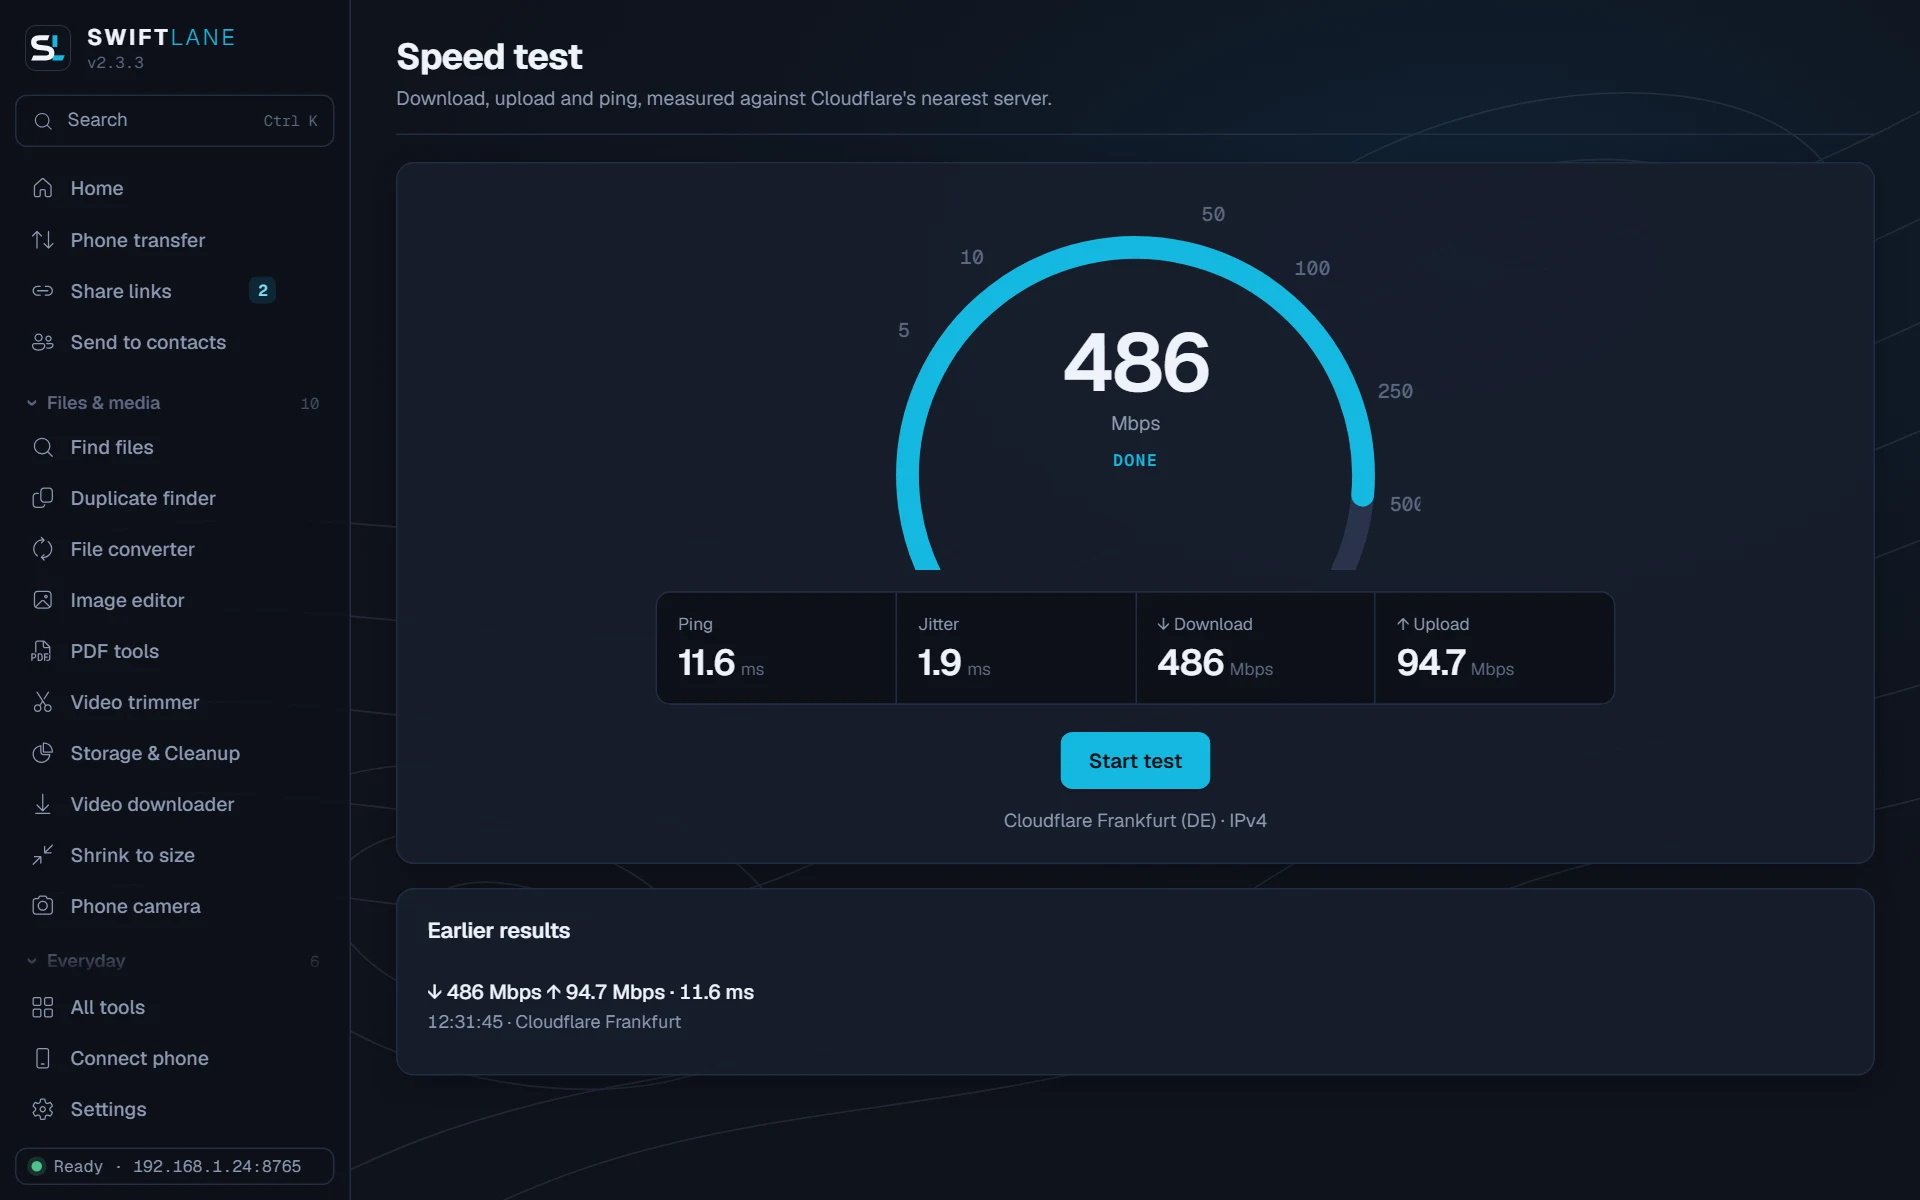 SWIFTLANE
v2.3.3
Search Ctrl K
Home
Phone transfer
Share links 2
Send to contacts
Files & media 10
Find files
Duplicate finder
File converter
Image editor
PDF tools
Video trimmer
Storage & Cleanup
Video downloader
Shrink to size
Phone camera
Everyday 6
All tools
Connect phone
Settings
Ready · 192.168.1.24:8765
Speed test
Download, upload and ping, measured against Cloudflare's nearest server.
5
10
50
100
250
500
486
Mbps
DONE
Ping
11.6 ms
Jitter
1.9 ms
↓ Download
486 Mbps
↑ Upload
94.7 Mbps
Start test
Cloudflare Frankfurt (DE) · IPv4
Earlier results
↓ 486 Mbps ↑ 94.7 Mbps · 11.6 ms
12:31:45 · Cloudflare Frankfurt